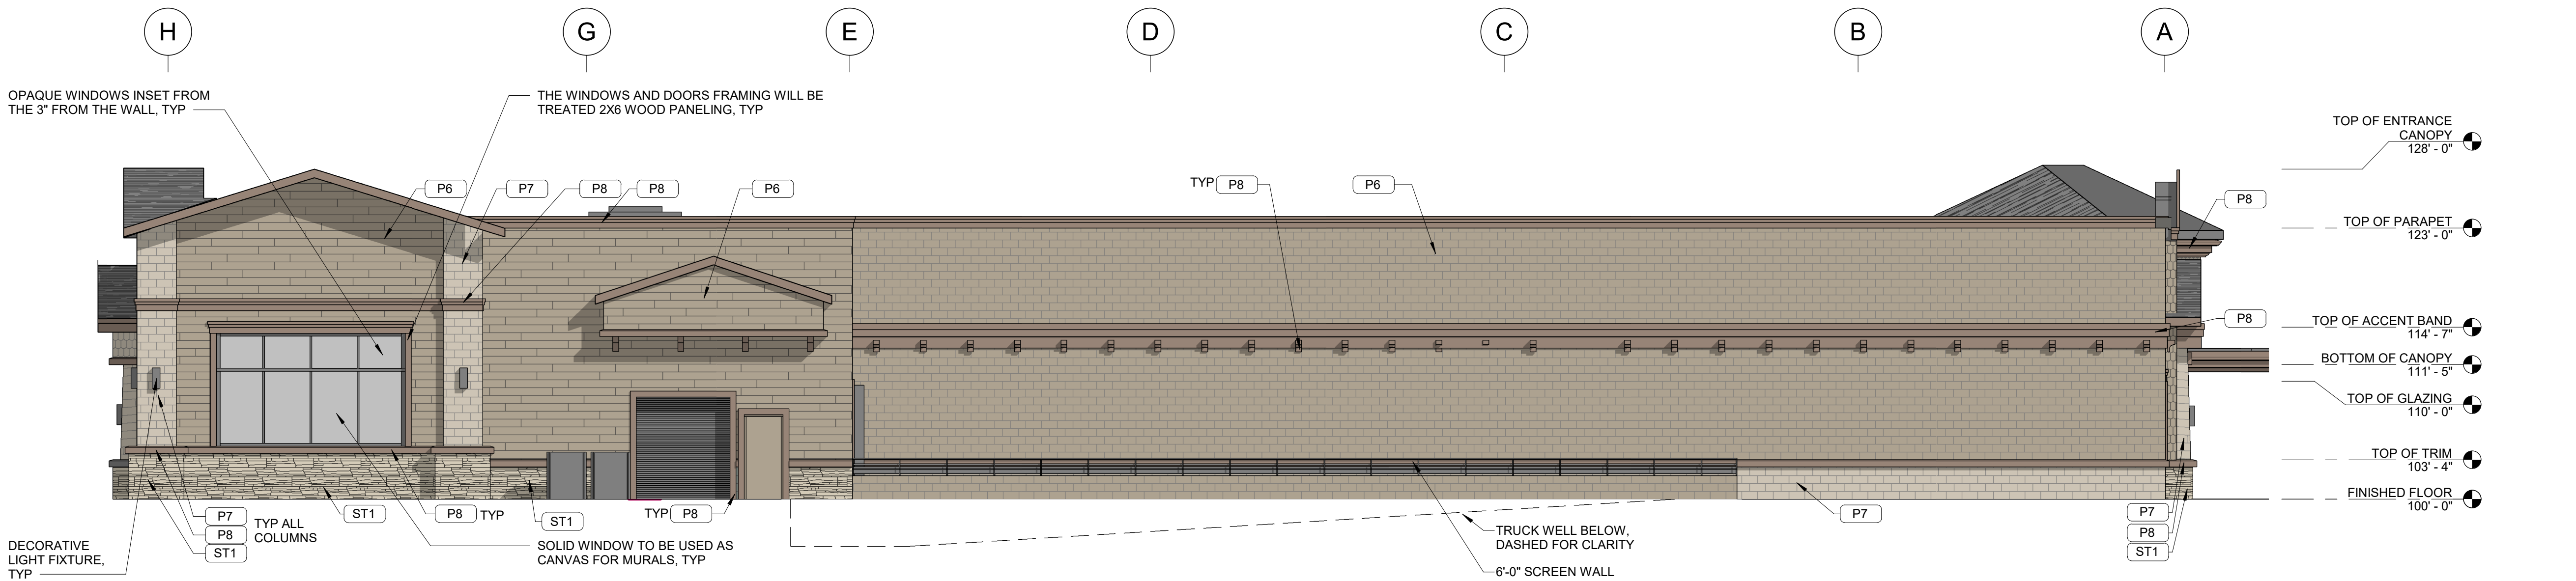 H
G
E
D
C
B
A
OPAQUE WINDOWS INSET FROM
THE 3" FROM THE WALL, TYP
THE WINDOWS AND DOORS FRAMING WILL BE
TREATED 2X6 WOOD PANELING, TYP
TOP OF ENTRANCE
CANOPY
128' - 0"
P6
P7
P8
P8
P6
TYP P8
P6
P8
TOP OF PARAPET
123' - 0"
P8
TOP OF ACCENT BAND
114' - 7"
BOTTOM OF CANOPY
111' - 5"
TOP OF GLAZING
110' - 0"
TOP OF TRIM
103' - 4"
FINISHED FLOOR
100' - 0"
P7
P8
ST1
TYP ALL
COLUMNS
ST1
P8 TYP
ST1
TYP P8
P7
P7
P8
ST1
DECORATIVE
LIGHT FIXTURE,
TYP
SOLID WINDOW TO BE USED AS
CANVAS FOR MURALS, TYP
TRUCK WELL BELOW,
DASHED FOR CLARITY
6'-0" SCREEN WALL